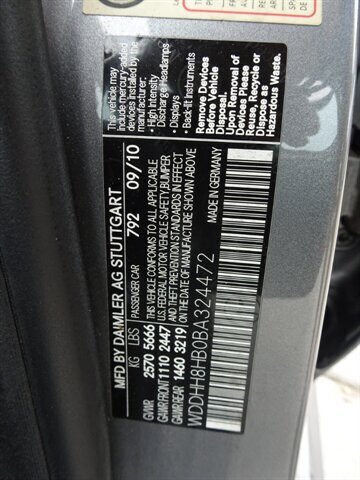 MFD BY DAIMLER AG STUTTGART
KG LBS PASSENGER CAR 792 09/10
GVWR 2570 5666 THIS VEHICLE CONFORMS TO ALL APPLICABLE
GAWR FRONT 1110 2447 U.S. FEDERAL MOTOR VEHICLE SAFETY, BUMPER
GAWR REAR 1460 3219 AND THEFT PREVENTION STANDARDS IN EFFECT
ON THE DATE OF MANUFACTURE SHOWN ABOVE
WDDHH8HB0BA324472
MADE IN GERMANY
This vehicle may
include mercury added
devices installed by the
manufacturer:
• High Intensity
Discharge Headlamps
• Displays
• Back-lit Instruments
Remove Devices
Before Vehicle
Disposal.
Upon Removal of
Devices Please
Reuse, Recycle or
Dispose as
Hazardous Waste.